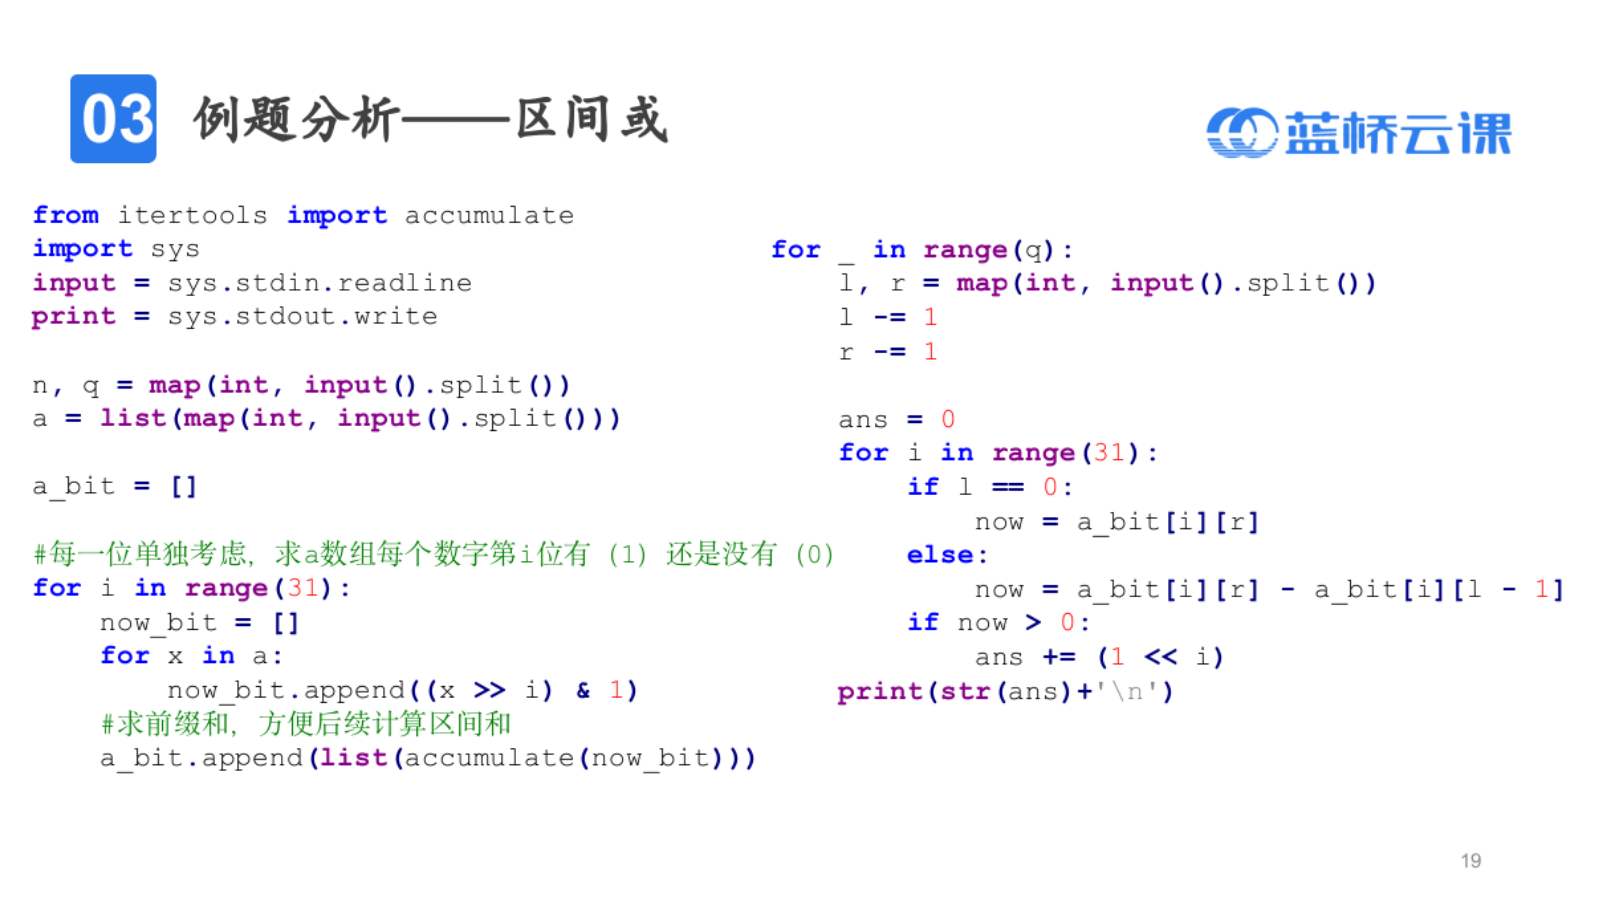 03 例题分析——区间或
蓝桥云课
from itertools import accumulate
import sys
input = sys.stdin.readline
print = sys.stdout.write

n, q = map(int, input().split())
a = list(map(int, input().split()))

a_bit = []

#每一位单独考虑, 求a数组每个数字第i位有 (1) 还是没有 (0)
for i in range(31):
    now_bit = []
    for x in a:
        now_bit.append((x >> i) & 1)
    #求前缀和, 方便后续计算区间和
    a_bit.append(list(accumulate(now_bit)))
for _ in range(q):
    l, r = map(int, input().split())
    l -= 1
    r -= 1

    ans = 0
    for i in range(31):
        if l == 0:
            now = a_bit[i][r]
        else:
            now = a_bit[i][r] - a_bit[i][l - 1]
        if now > 0:
            ans += (1 << i)
    print(str(ans)+'\n')
19